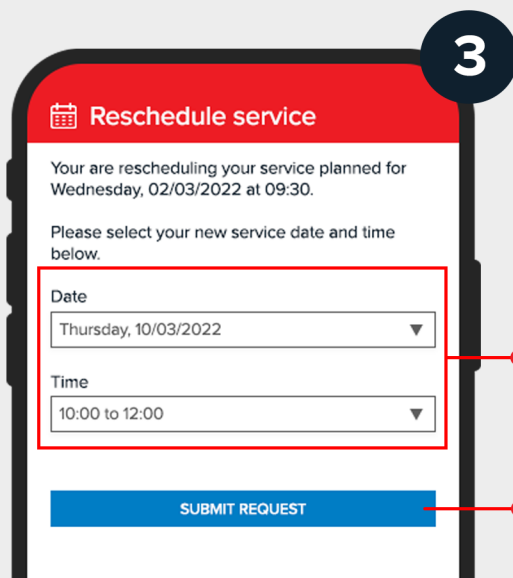 3
Reschedule service
Your are rescheduling your service planned for
Wednesday, 02/03/2022 at 09:30.
Please select your new service date and time
below.
Date
Thursday, 10/03/2022
Time
10:00 to 12:00
SUBMIT REQUEST